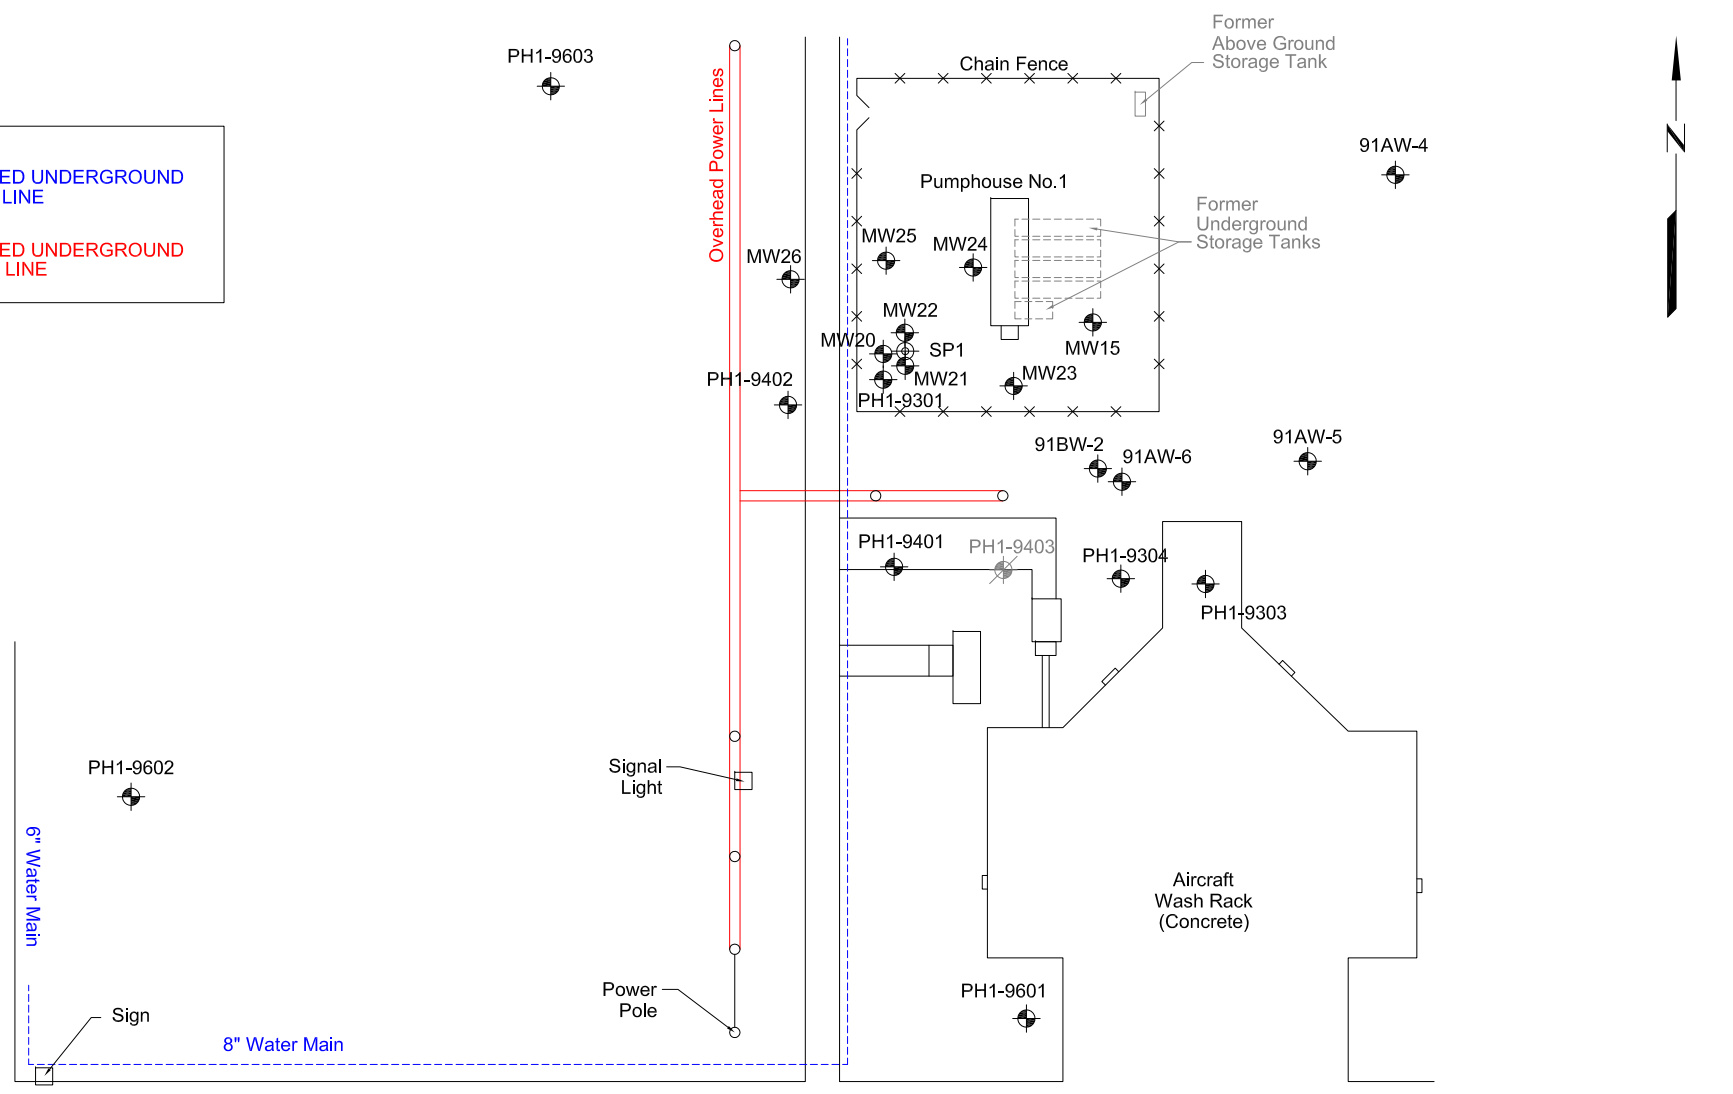 Former
Above Ground
Storage Tank
PH1-9603
Chain Fence
Overhead Power Lines
N
91AW-4
ED UNDERGROUND
LINE
Pumphouse No.1
Former
Underground
Storage Tanks
ED UNDERGROUND
LINE
MW25
MW24
MW26
MW22
MW20
SP1
MW15
PH1-9402
MW21
MW23
PH1-9301
91BW-2
91AW-6
91AW-5
PH1-9401
PH1-9403
PH1-9304
PH1-9303
Signal
Light
PH1-9602
6" Water Main
Aircraft
Wash Rack
(Concrete)
Power
Pole
PH1-9601
Sign
8" Water Main